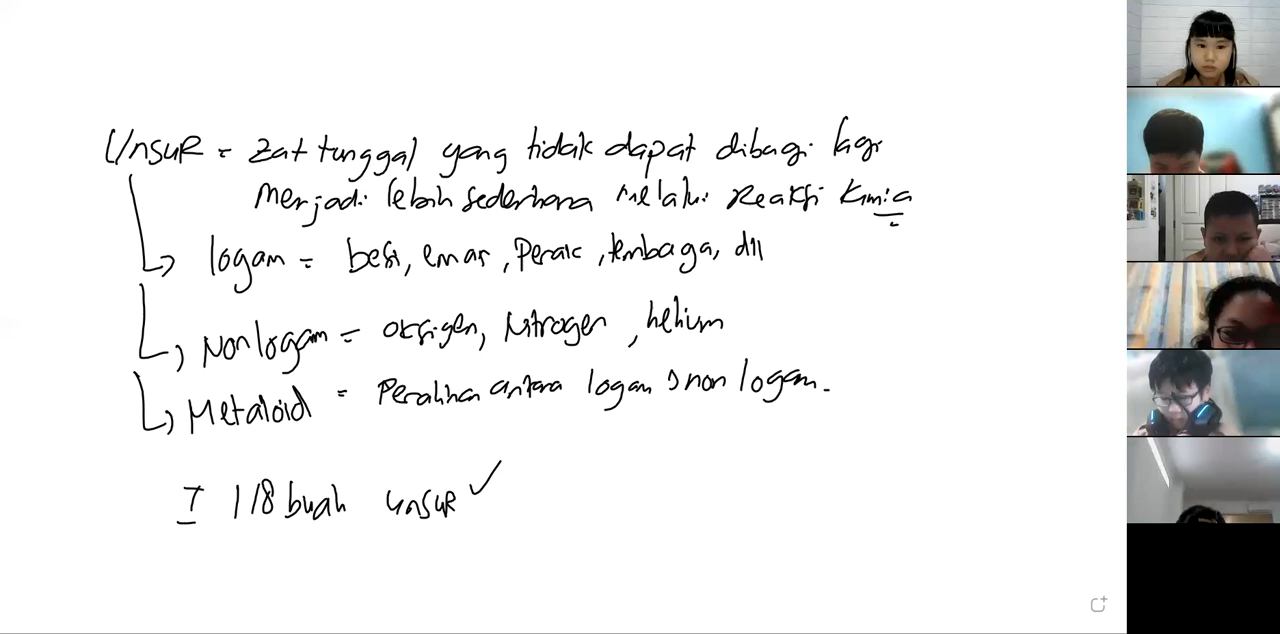 Unsur = zat tunggal yang tidak dapat dibagi lagi
menjadi lebih sederhana melalui Reaksi Kimia
↳ logam = besi, emas, Perak, tembaga, dll
↳ Nonlogam = oksigen, Nitrogen, helium
↳ Metaloid = Peralihan antara logam & non logam.
± 118 buah unsur ✓